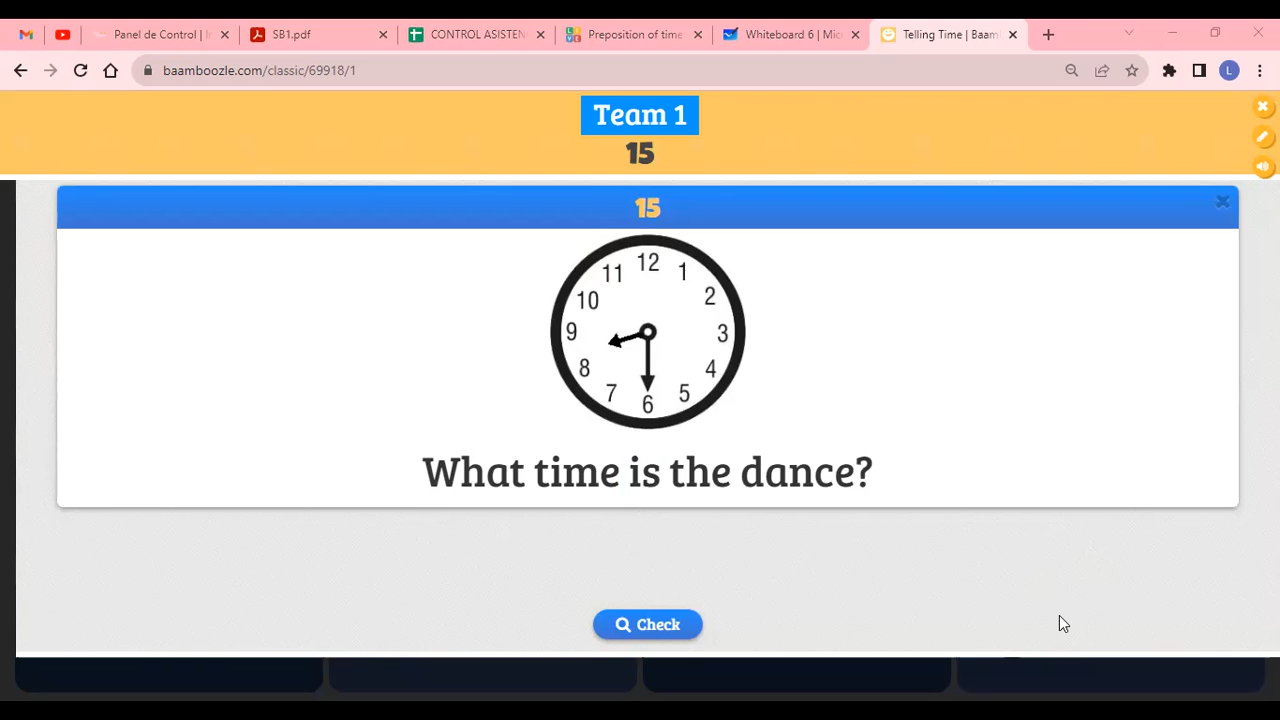 Panel de Control | I
SB1.pdf
CONTROL ASISTEN
Preposition of time
Whiteboard 6 | Mic
Telling Time | Baam
baamboozle.com/classic/69918/1
L
Team 1
15
15
12
11 1
10 2
9 3
8 4
7 5
6
What time is the dance?
Check